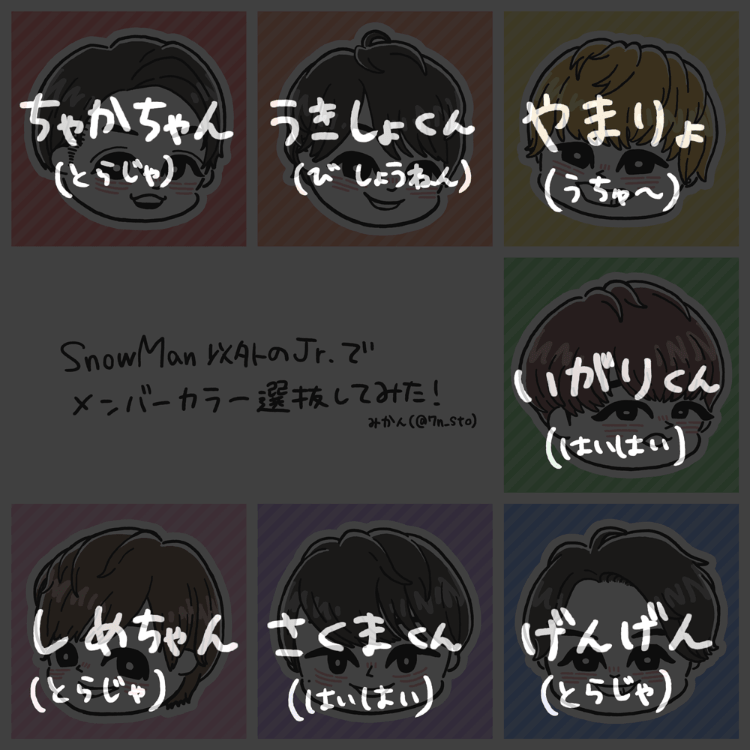 ちゃかちゃん
(とらじゃ)
うきしょくん
(びしょうねん)
やまりょ
(うちゅ〜)
SnowMan以外のJr.で
メンバーカラー選抜してみた!
みかん(@7n_sto)
いがりくん
(はいはい)
しめちゃん
(とらじゃ)
さくまくん
(はいはい)
げんげん
(とらじゃ)